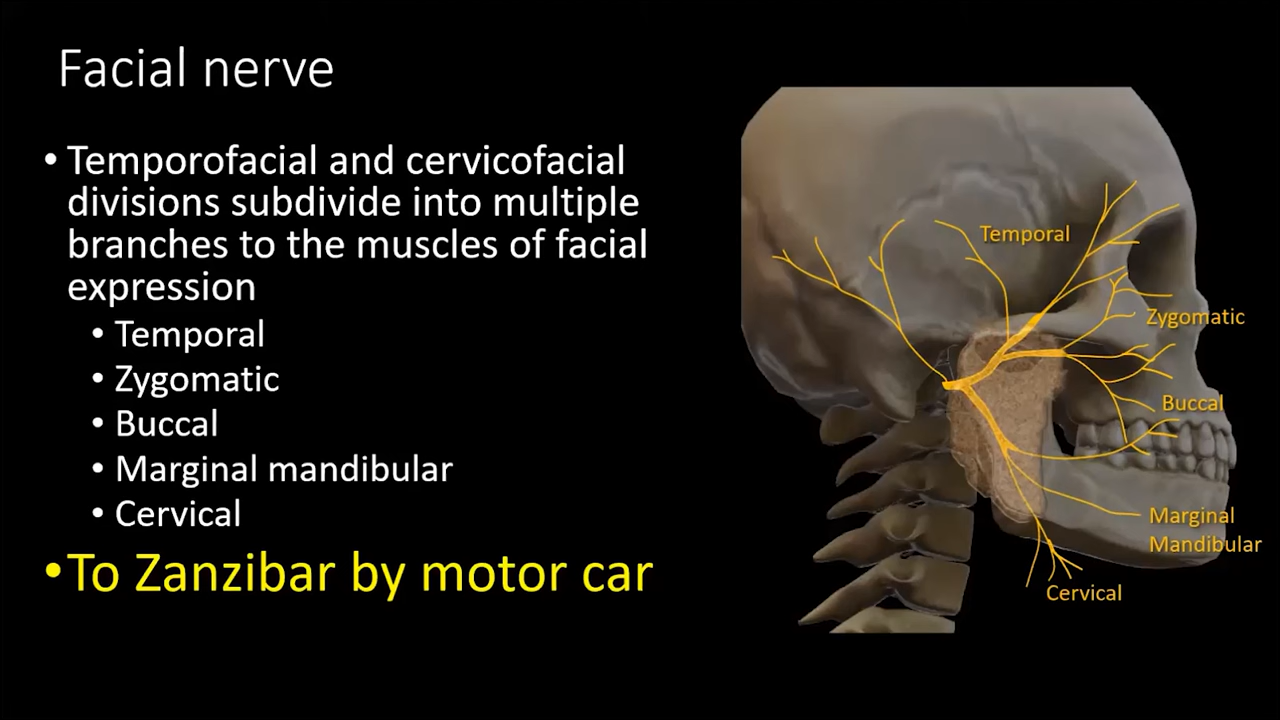 Facial nerve
• Temporofacial and cervicofacial
divisions subdivide into multiple
branches to the muscles of facial
expression
• Temporal
• Zygomatic
• Buccal
• Marginal mandibular
• Cervical
• To Zanzibar by motor car
Temporal
Zygomatic
Buccal
Marginal
Mandibular
Cervical